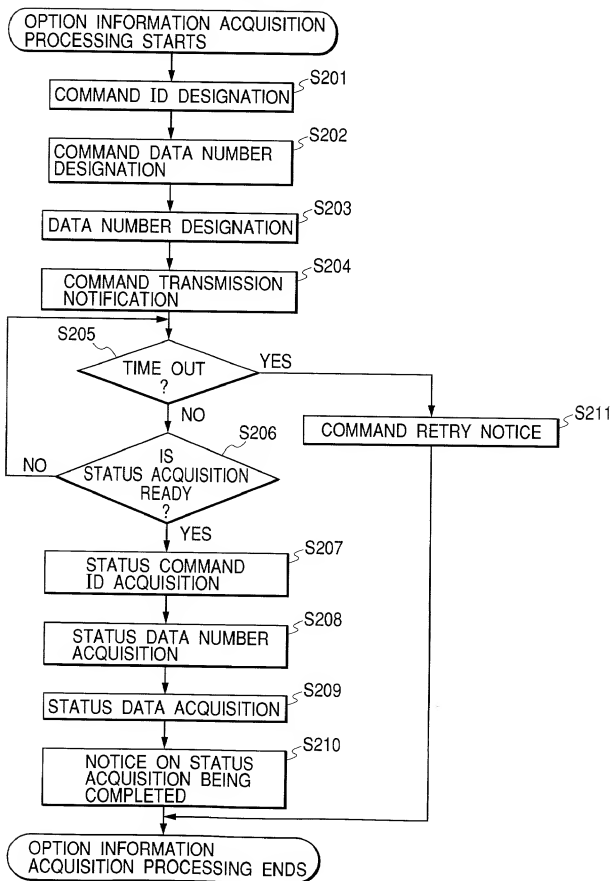 OPTION INFORMATION ACQUISITION
PROCESSING STARTS
S201
COMMAND ID DESIGNATION
S202
COMMAND DATA NUMBER
DESIGNATION
S203
DATA NUMBER DESIGNATION
S204
COMMAND TRANSMISSION
NOTIFICATION
S205
TIME OUT
?
YES
NO
S211
COMMAND RETRY NOTICE
S206
IS
STATUS ACQUISITION
READY
?
NO
YES
S207
STATUS COMMAND
ID ACQUISITION
S208
STATUS DATA NUMBER
ACQUISITION
S209
STATUS DATA ACQUISITION
S210
NOTICE ON STATUS
ACQUISITION BEING
COMPLETED
OPTION INFORMATION
ACQUISITION PROCESSING ENDS